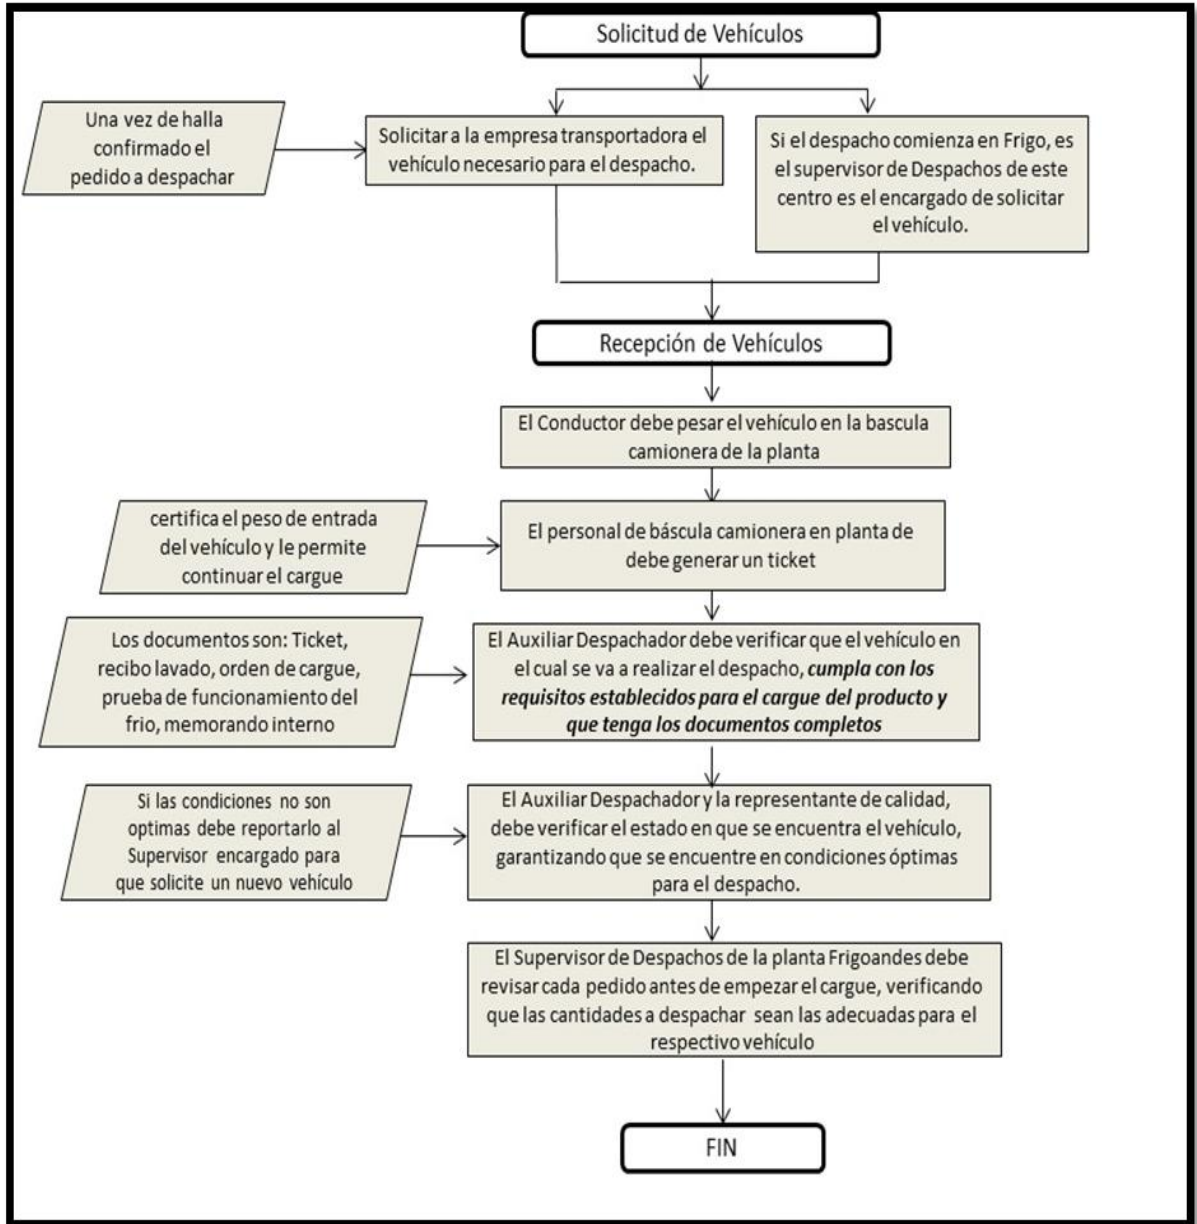 Solicitud de Vehículos
Una vez de halla
confirmado el
pedido a despachar
Solicitar a la empresa transportadora el
vehículo necesario para el despacho.
Si el despacho comienza en Frigo, es
el supervisor de Despachos de este
centro es el encargado de solicitar
el vehículo.
Recepción de Vehículos
El Conductor debe pesar el vehículo en la bascula
camionera de la planta
certifica el peso de entrada
del vehículo y le permite
continuar el cargue
El personal de báscula camionera en planta de
debe generar un ticket
Los documentos son: Ticket,
recibo lavado, orden de cargue,
prueba de funcionamiento del
frio, memorando interno
El Auxiliar Despachador debe verificar que el vehículo en
el cual se va a realizar el despacho, cumpla con los
requisitos establecidos para el cargue del producto y
que tenga los documentos completos
Si las condiciones no son
optimas debe reportarlo al
Supervisor encargado para
que solicite un nuevo vehículo
El Auxiliar Despachador y la representante de calidad,
debe verificar el estado en que se encuentra el vehículo,
garantizando que se encuentre en condiciones óptimas
para el despacho.
El Supervisor de Despachos de la planta Frigoandes debe
revisar cada pedido antes de empezar el cargue, verificando
que las cantidades a despachar sean las adecuadas para el
respectivo vehículo
FIN